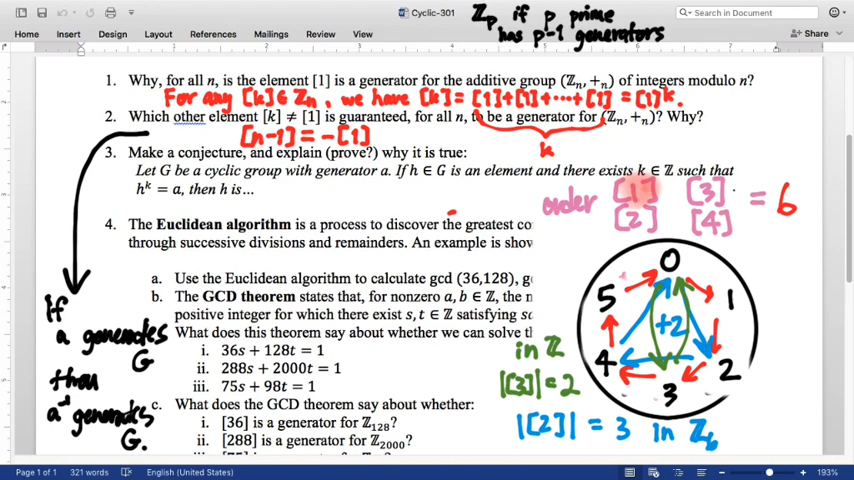 Cyclic-301
Search in Document
Home Insert Design Layout References Mailings Review View
Share
Zp if p prime
has p-1 generators
1. Why, for all n, is the element [1] is a generator for the additive group (ℤn, +n) of integers modulo n?
For any [k]∈ Zn, we have [k] = [1]+[1]+···+[1] = [1]k.
2. Which other element [k] ≠ [1] is guaranteed, for all n, to be a generator for (ℤn, +n)? Why?
[n-1] = -[1]
k
3. Make a conjecture, and explain (prove?) why it is true:
Let G be a cyclic group with generator a. If h ∈ G is an element and there exists k ∈ ℤ such that
hᵏ = a, then h is...
order [1] [3] = 6
[2] [4]
4. The Euclidean algorithm is a process to discover the greatest co
through successive divisions and remainders. An example is show
a. Use the Euclidean algorithm to calculate gcd (36,128), g
b. The GCD theorem states that, for nonzero a, b ∈ ℤ, the n
positive integer for which there exist s, t ∈ ℤ satisfying sa
What does this theorem say about whether we can solve t
i. 36s + 128t = 1
ii. 288s + 2000t = 1
iii. 75s + 98t = 1
c. What does the GCD theorem say about whether:
i. [36] is a generator for ℤ128?
ii. [288] is a generator for ℤ2000?
If
a generates
G
then
a⁻¹ generates
G.
0
5 1
+2
4 2
3
in Z
|[3]| = 2
|[2]| = 3 in Z6
Page 1 of 1 321 words English (United States) 193%